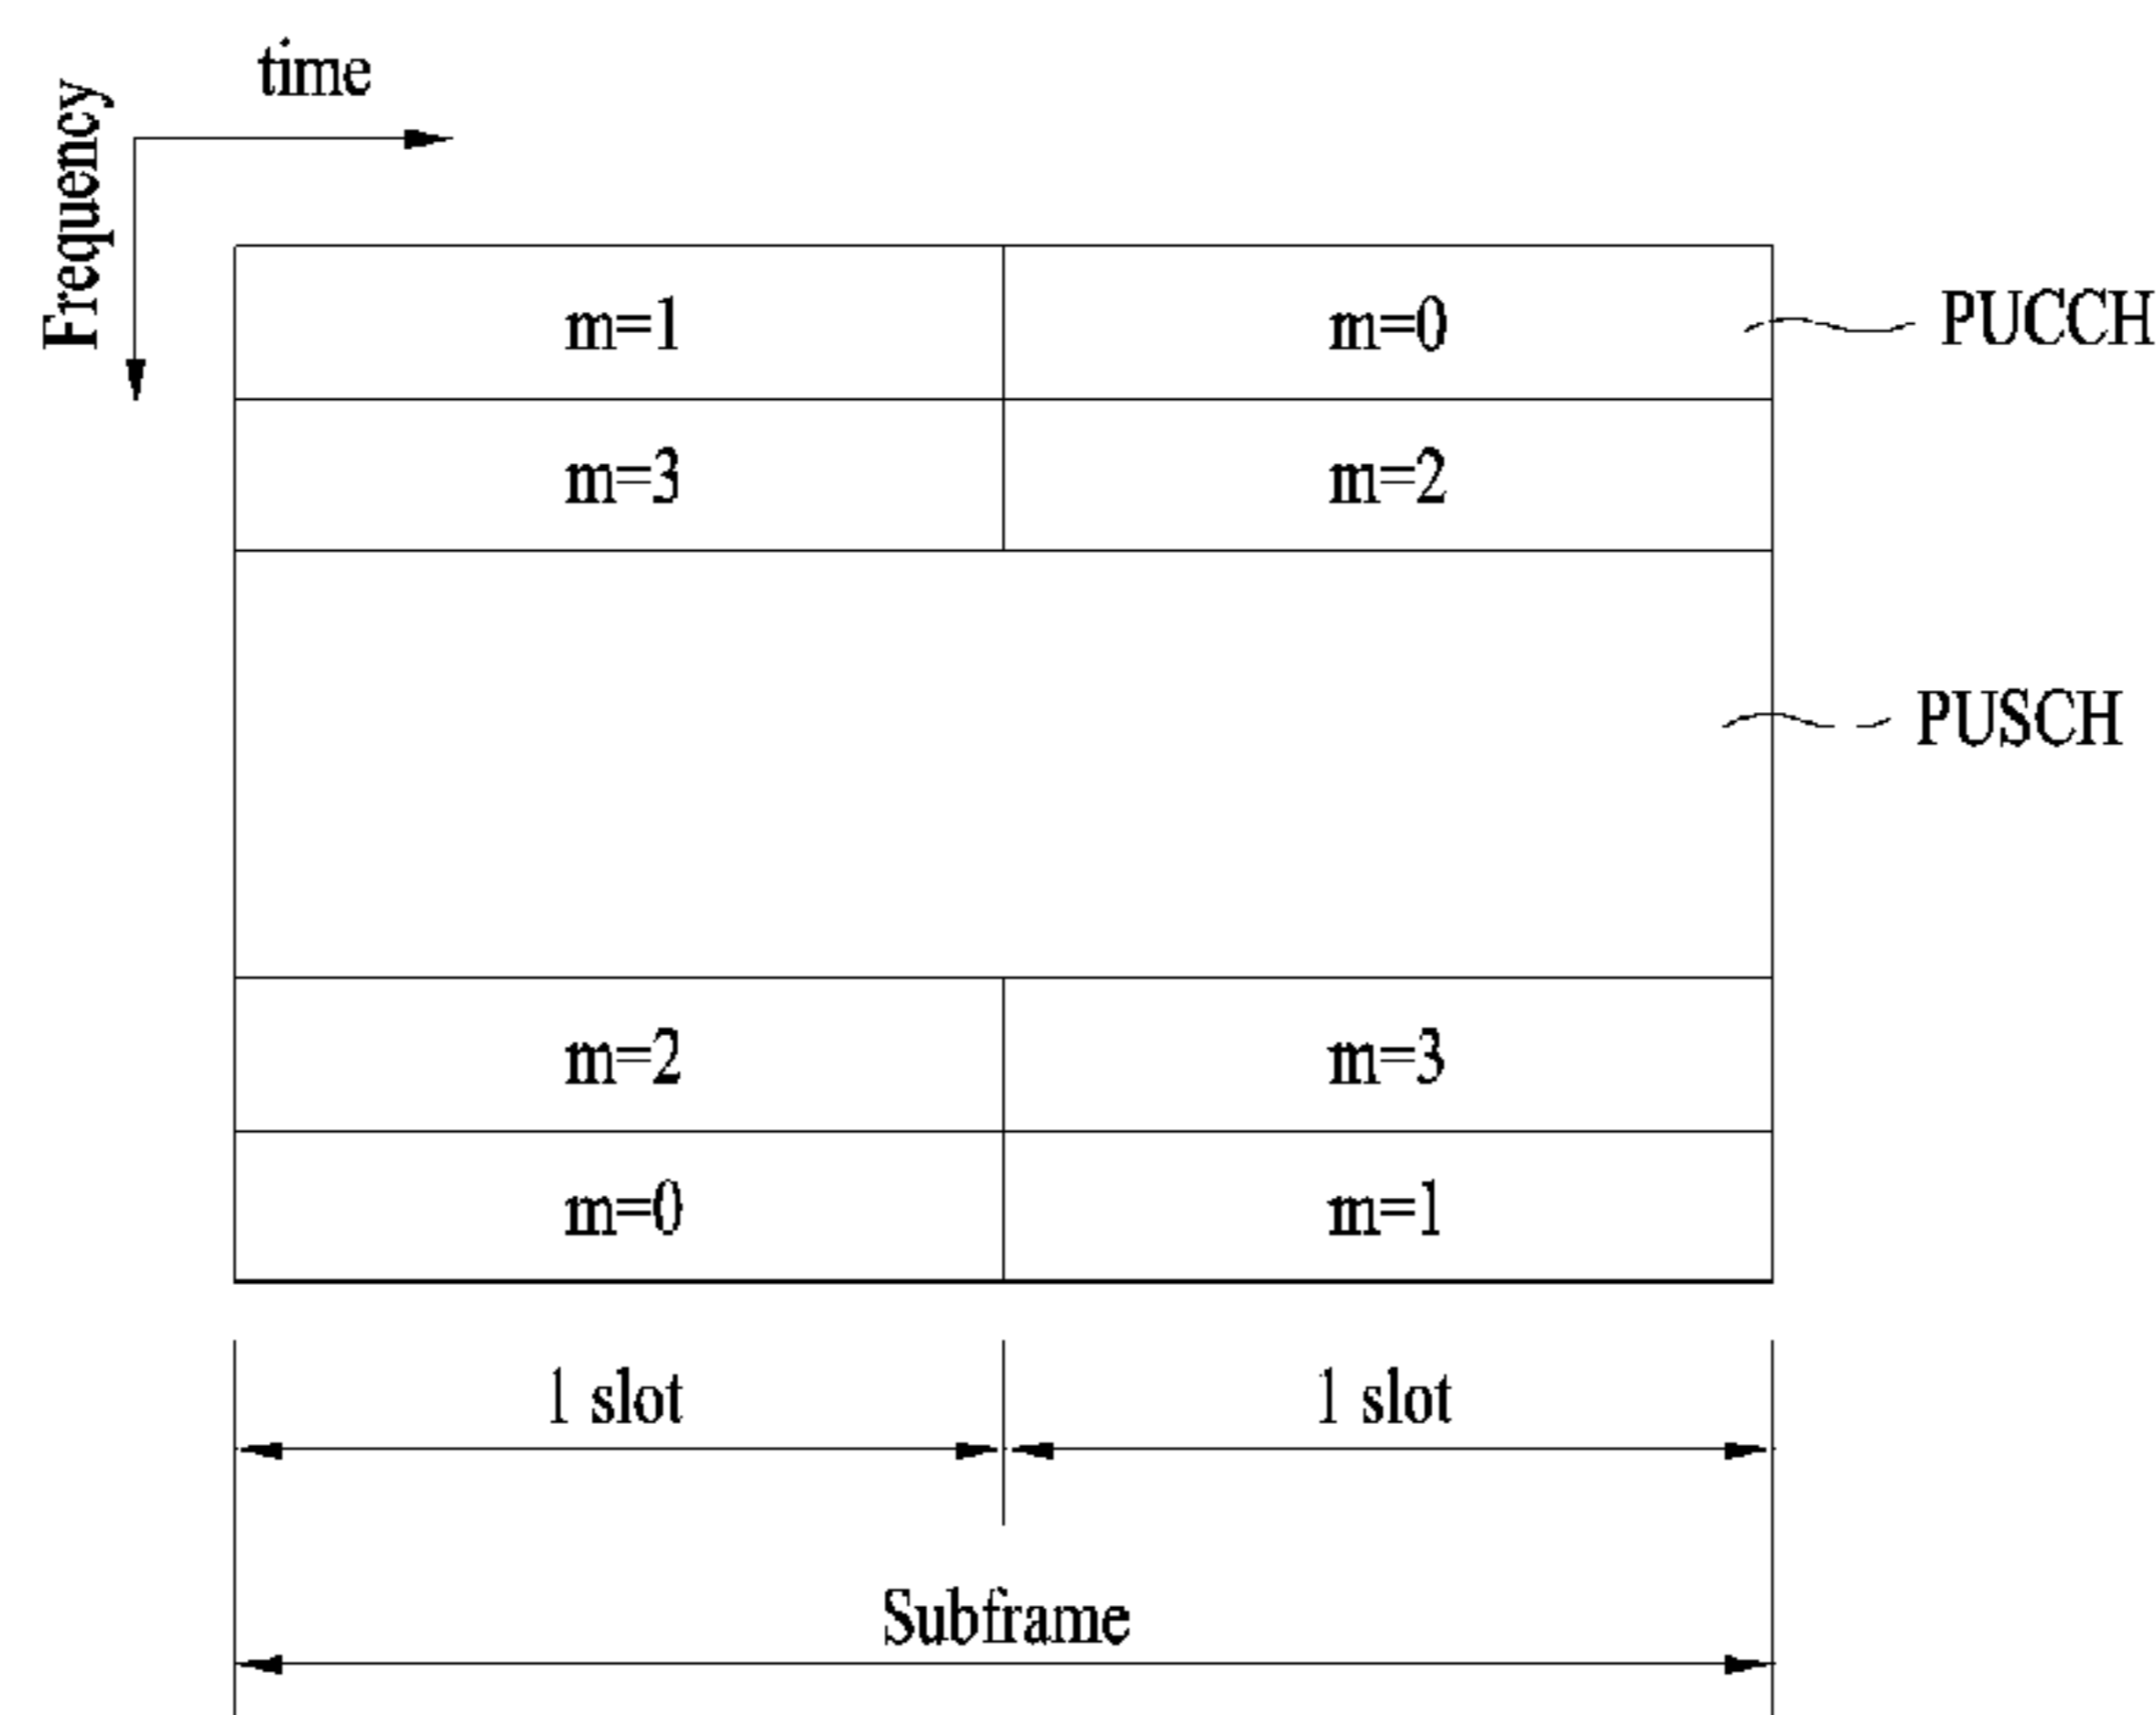 time
Frequency
m=1 m=0 PUCCH
m=3 m=2
PUSCH
m=2 m=3
m=0 m=1
1 slot 1 slot
Subframe